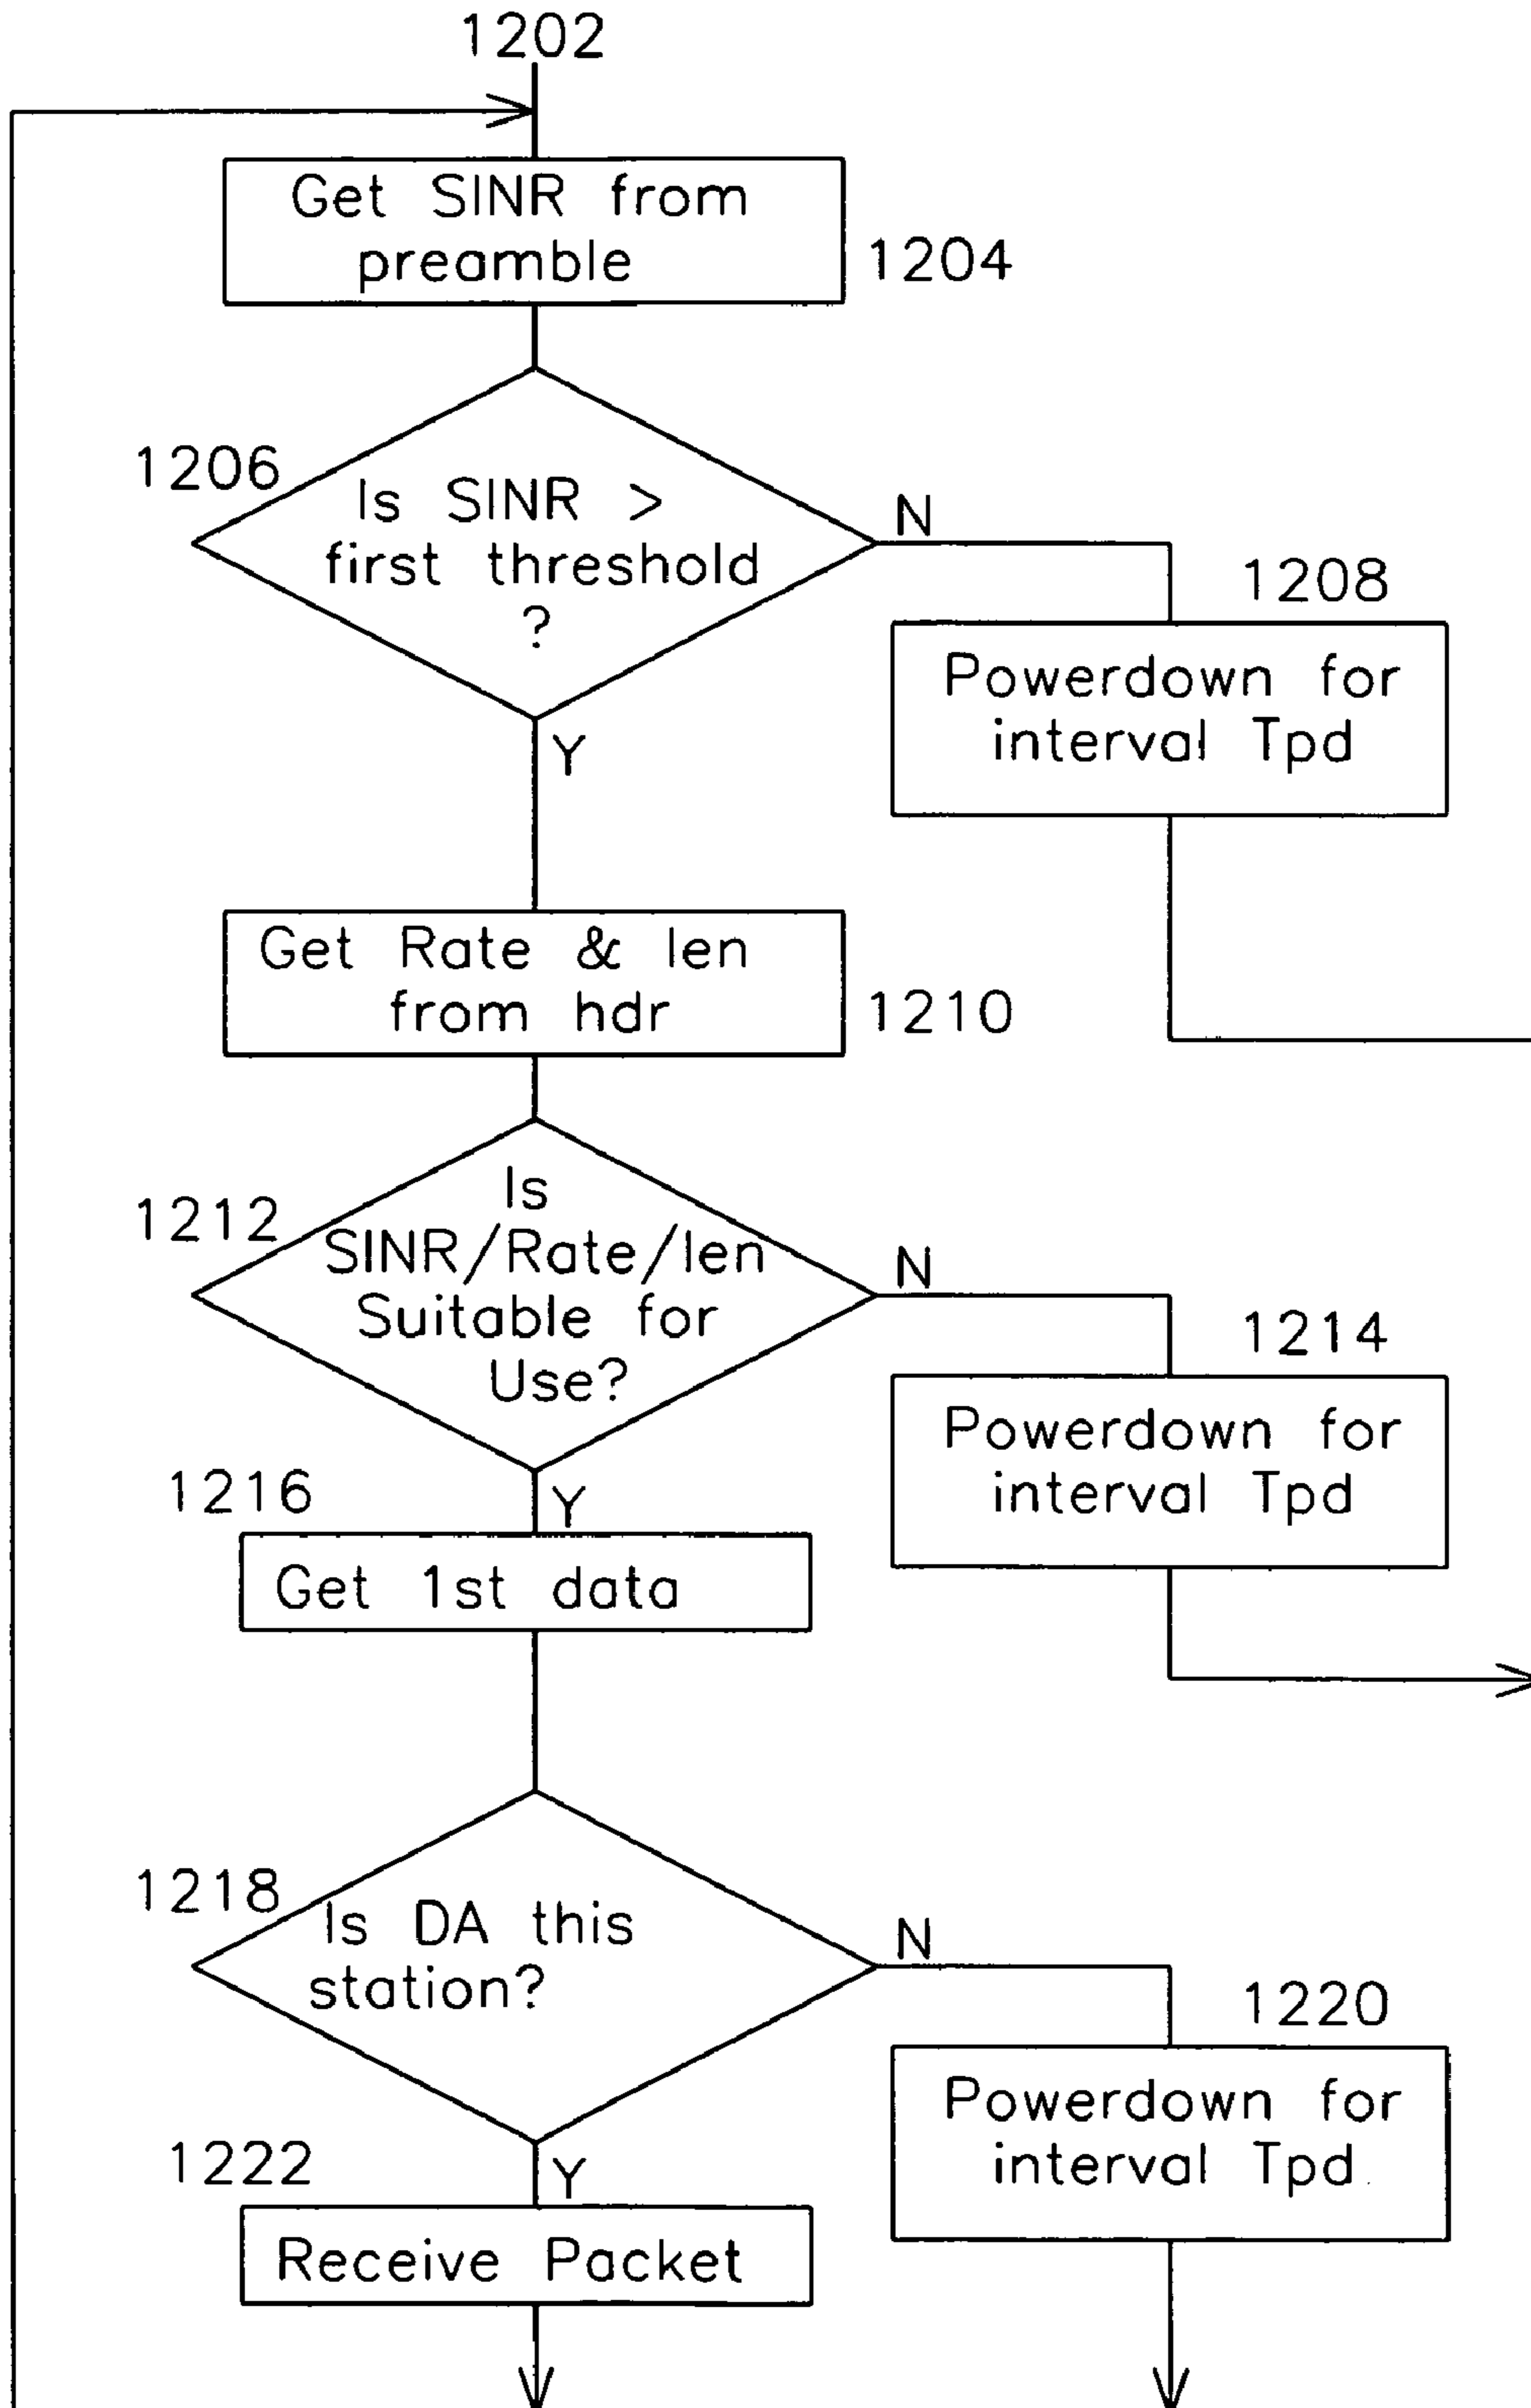 1202
Get SINR from
preamble
1204
1206
Is SINR >
first threshold
?
N
1208
Powerdown for
interval Tpd
Y
Get Rate & len
from hdr
1210
1212
Is
SINR/Rate/len
Suitable for
Use?
N
1214
Powerdown for
interval Tpd
1216
Y
Get 1st data
1218
Is DA this
station?
N
1220
Powerdown for
interval Tpd
1222
Y
Receive Packet